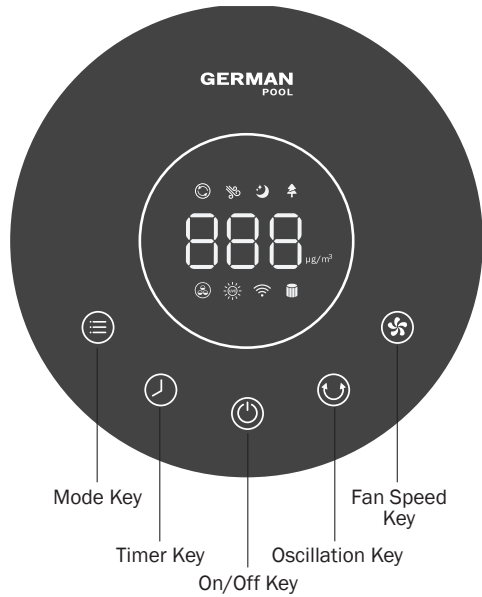 GERMAN
POOL
888
µg/m³
Mode Key
Fan Speed
Key
Timer Key
Oscillation Key
On/Off Key